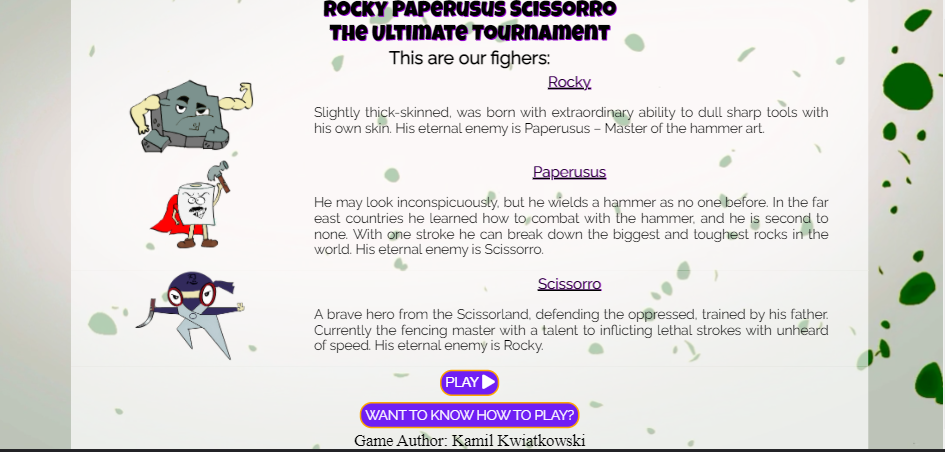 ROCKY PAPERUSUS SCISSORRO
THE ULTIMATE TOURNAMENT
This are our fighers:
Rocky
Slightly thick-skinned, was born with extraordinary ability to dull sharp tools with
his own skin. His eternal enemy is Paperusus – Master of the hammer art.
Paperusus
He may look inconspicuously, but he wields a hammer as no one before. In the far
east countries he learned how to combat with the hammer, and he is second to
none. With one stroke he can break down the biggest and toughest rocks in the
world. His eternal enemy is Scissorro.
Scissorro
A brave hero from the Scissorland, defending the oppressed, trained by his father.
Currently the fencing master with a talent to inflicting lethal strokes with unheard
of speed. His eternal enemy is Rocky.
PLAY
WANT TO KNOW HOW TO PLAY?
Game Author: Kamil Kwiatkowski